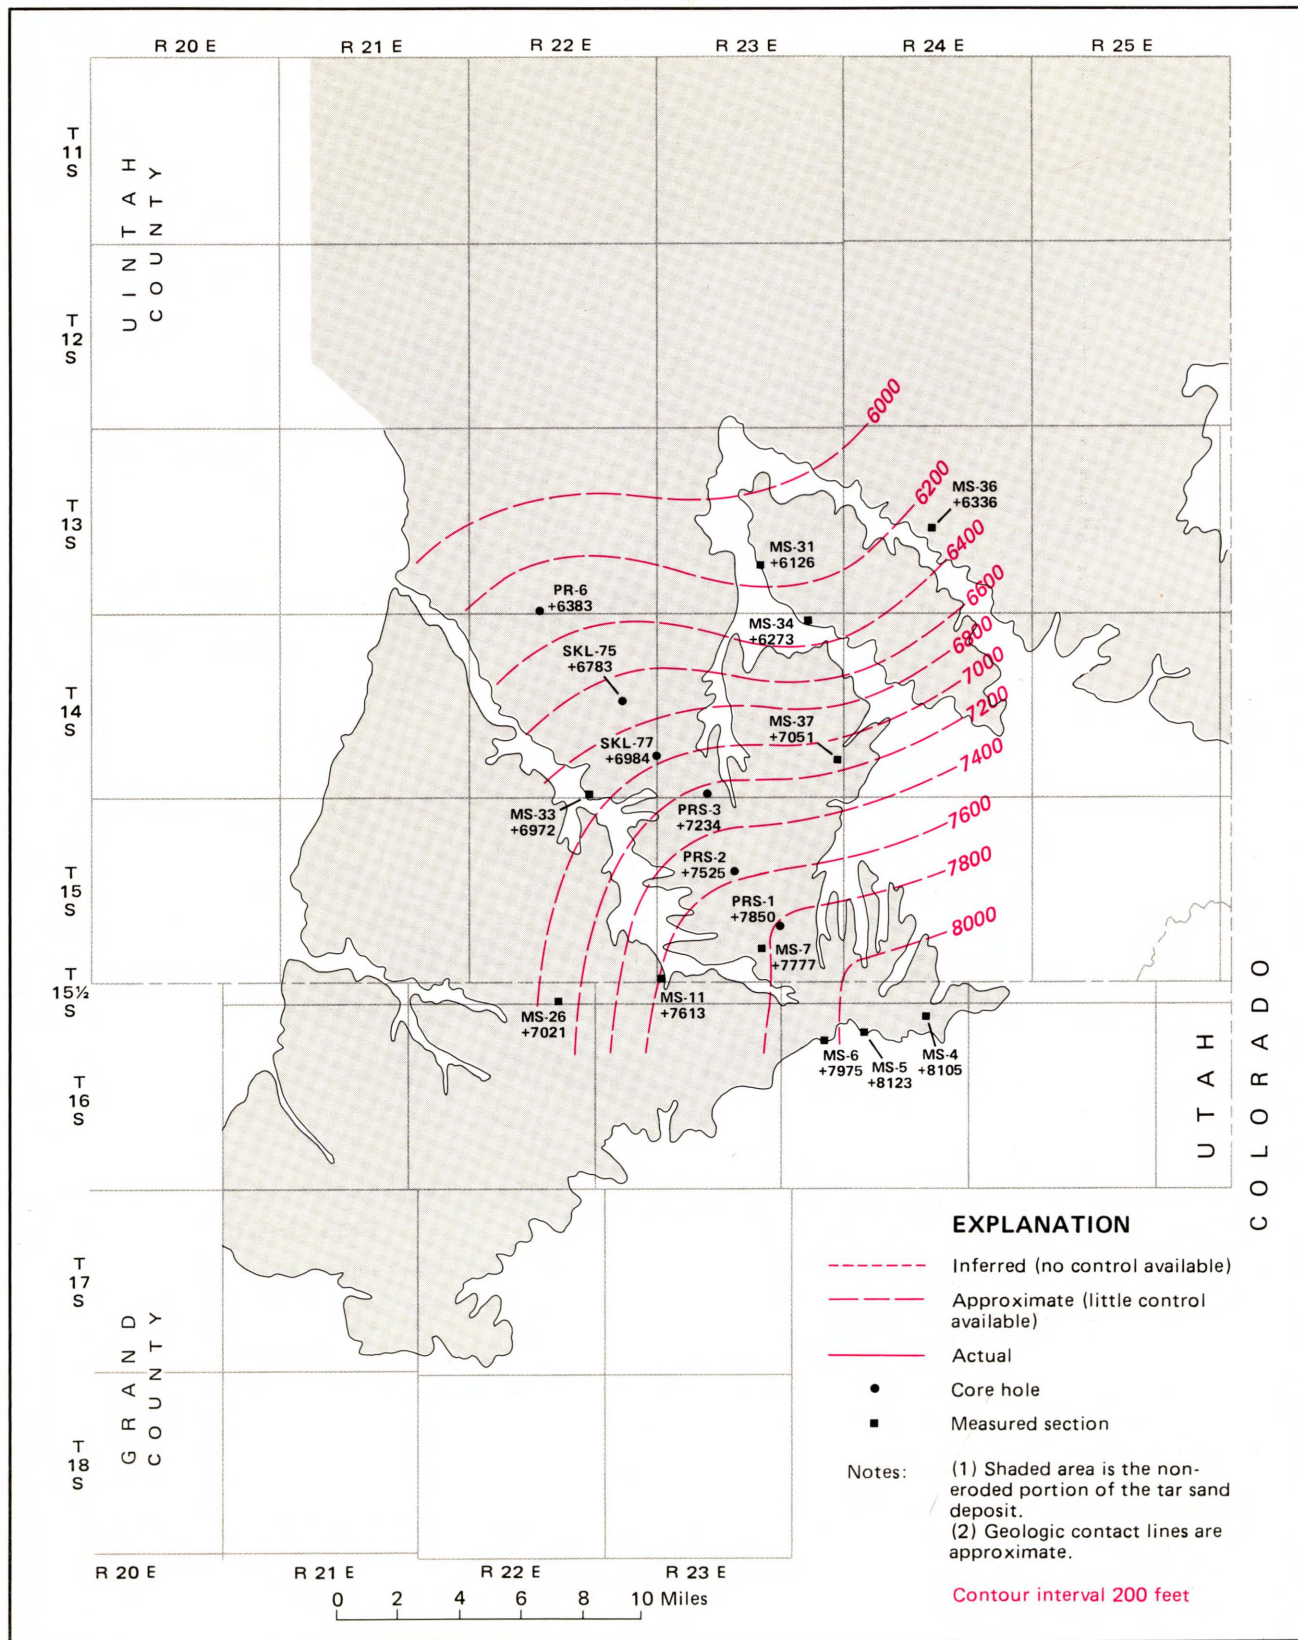 R 20 E R 21 E R 22 E R 23 E R 24 E R 25 E
T
11
S
UINTAH
COUNTY
T
12
S
6000
6200
MS-36
+6336
T
13
S
6400
MS-31
+6126
6600
PR-6
+6383
MS-34
+6273
6800
SKL-75
+6783
7000
T
14
S
7200
MS-37
+7051
SKL-77
+6984
7400
MS-33
+6972
PRS-3
+7234
7600
PRS-2
+7525
7800
T
15
S
PRS-1
+7850
8000
MS-7
+7777
T
15½
S
MS-11
+7613
MS-26
+7021
MS-6
+7975
MS-5
+8123
MS-4
+8105
UTAH
COLORADO
T
16
S
T
17
S
GRAND
COUNTY
T
18
S
EXPLANATION
Inferred (no control available)
Approximate (little control
available)
Actual
Core hole
Measured section
Notes:
(1) Shaded area is the non-
eroded portion of the tar sand
deposit.
(2) Geologic contact lines are
approximate.
Contour interval 200 feet
R 20 E R 21 E R 22 E R 23 E
0 2 4 6 8 10 Miles